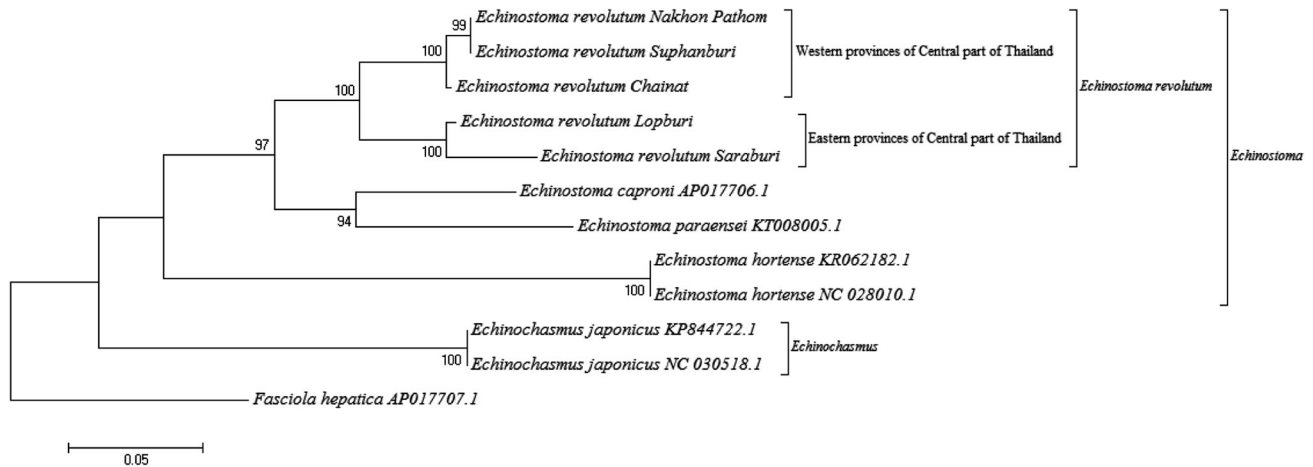 99
Echinostoma revolutum Nakhon Pathom
100
Echinostoma revolutum Suphanburi
Western provinces of Central part of Thailand
100
Echinostoma revolutum Chainat
Echinostoma revolutum
Echinostoma revolutum Lopburi
97
100
Echinostoma revolutum Saraburi
Eastern provinces of Central part of Thailand
Echinostoma
Echinostoma caproni AP017706.1
94
Echinostoma paraensei KT008005.1
Echinostoma hortense KR062182.1
100
Echinostoma hortense NC 028010.1
Echinochasmus japonicus KP844722.1
Echinochasmus
100
Echinochasmus japonicus NC 030518.1
Fasciola hepatica AP017707.1
0.05